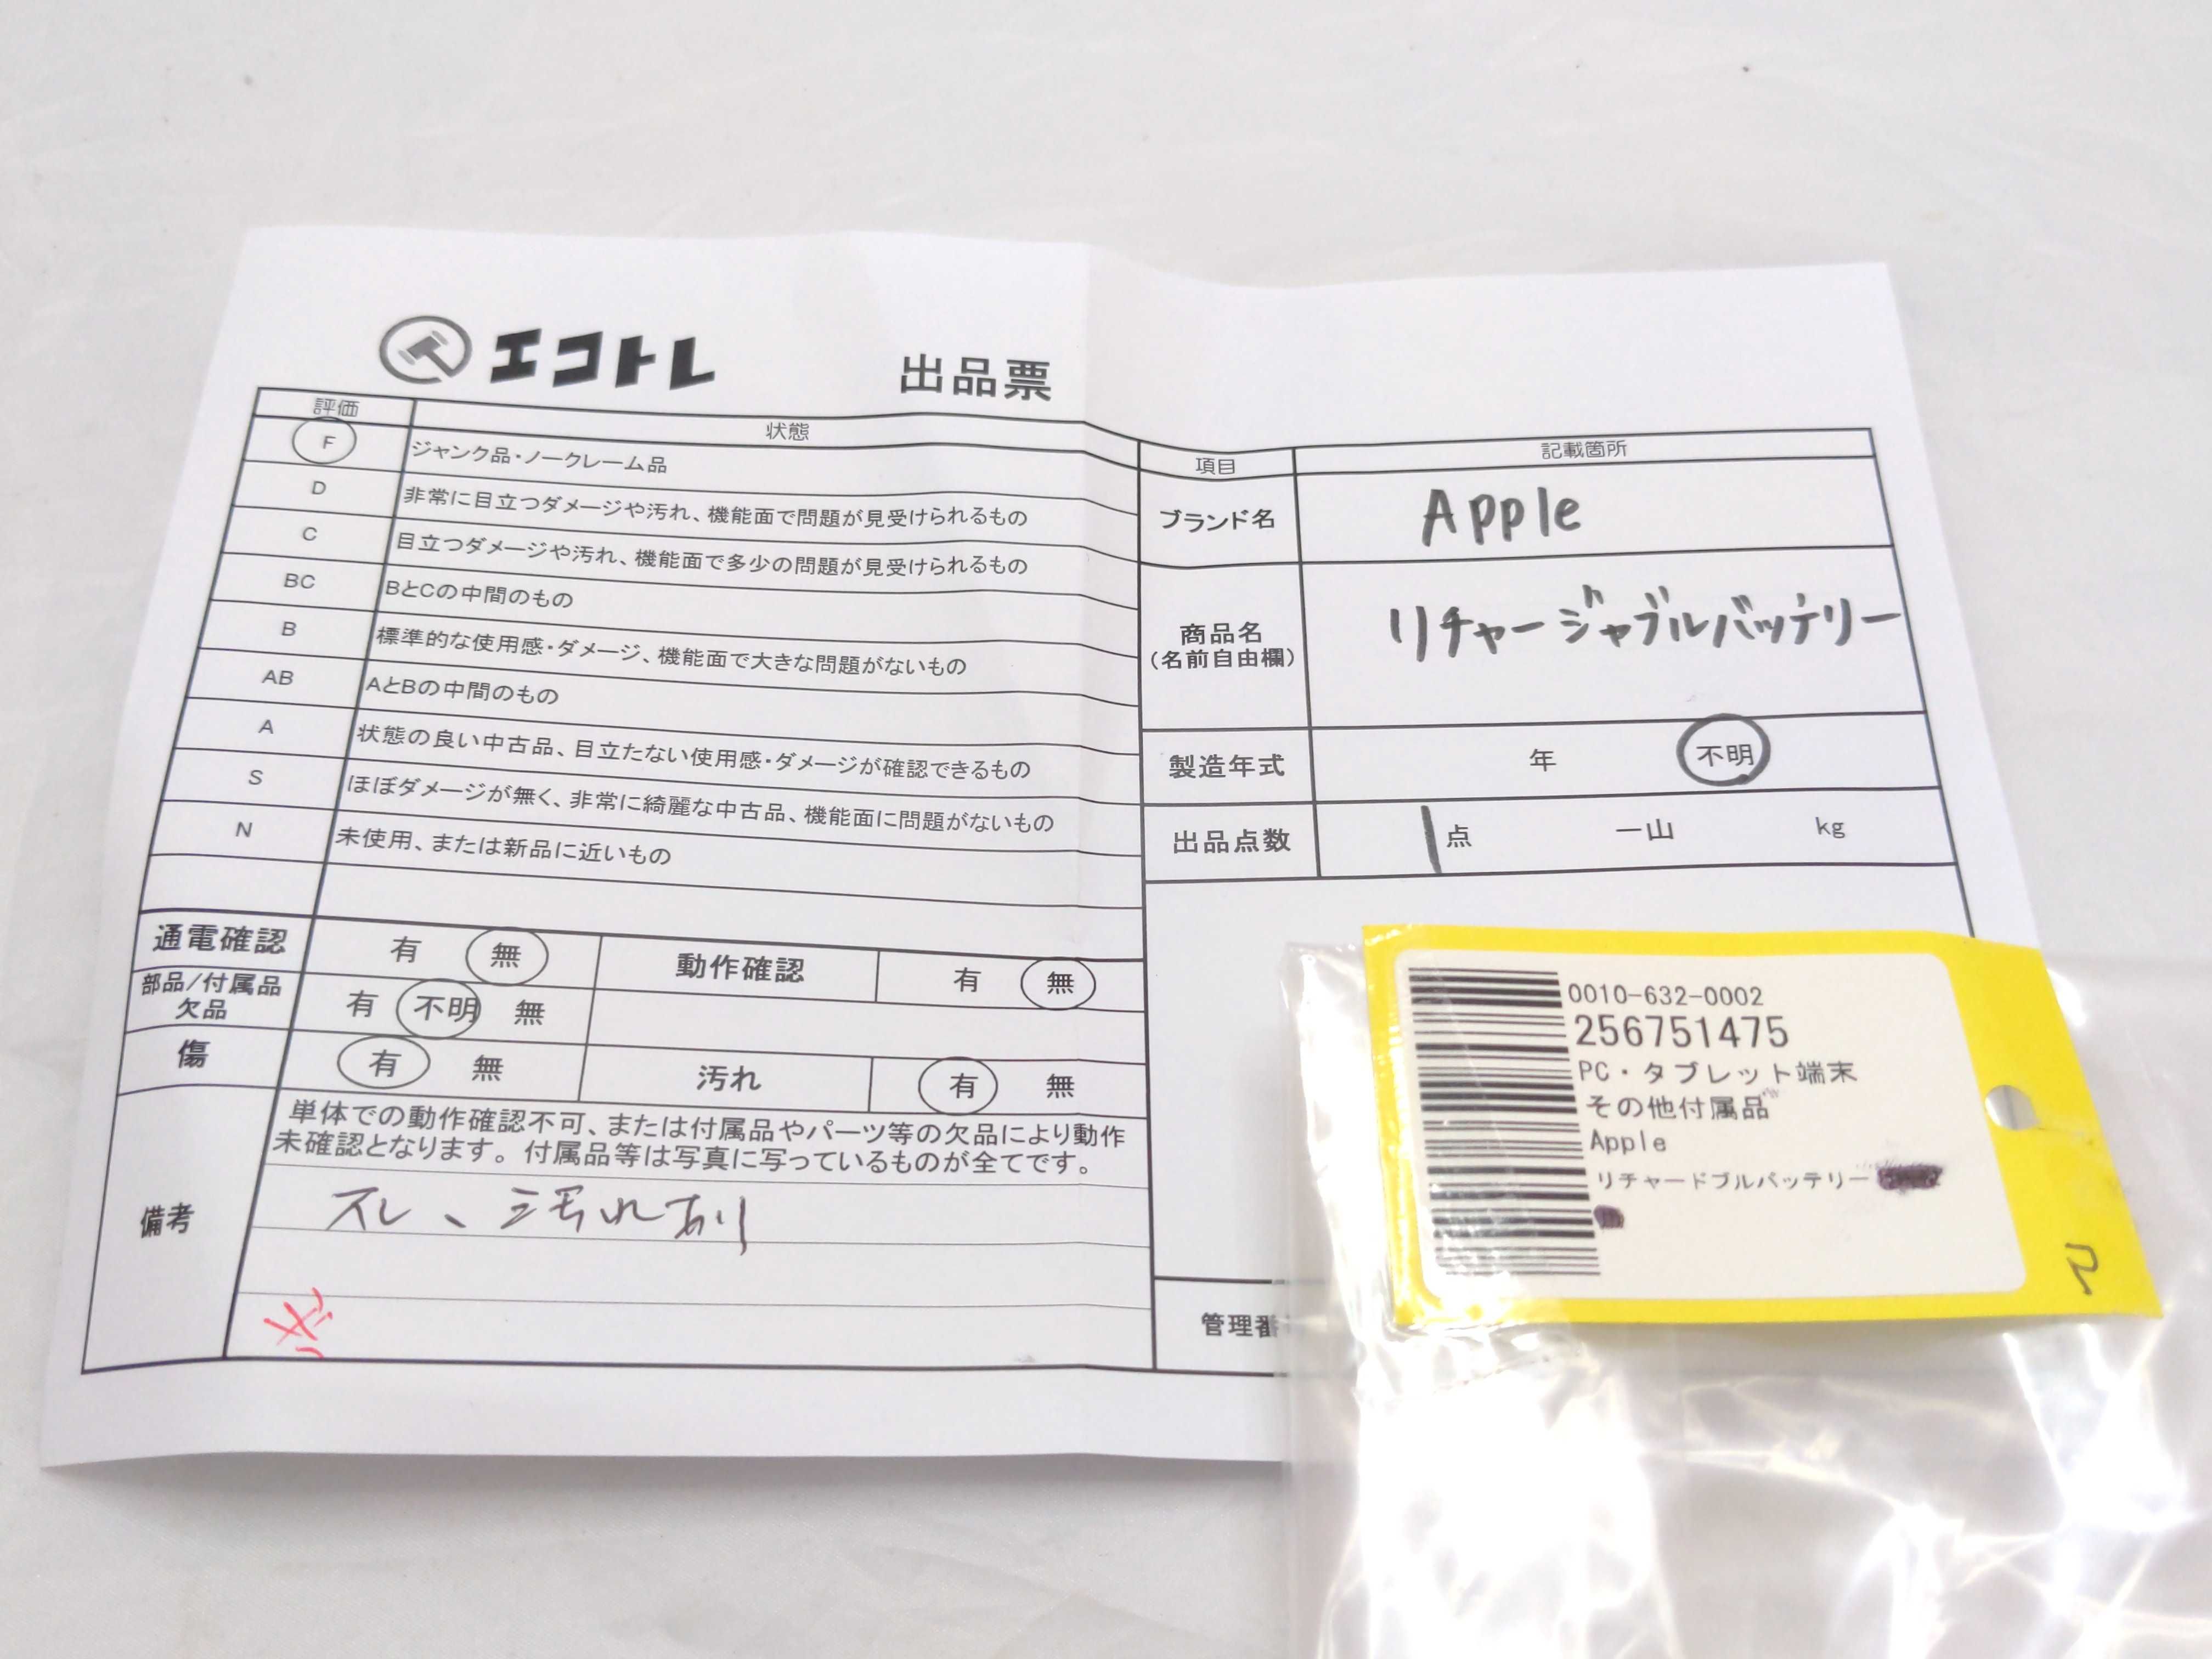 エコトレ 出品票
評価 状態
F ジャンク品・ノークレーム品
D 非常に目立つダメージや汚れ、機能面で問題が見受けられるもの
C 目立つダメージや汚れ、機能面で多少の問題が見受けられるもの
BC BとCの中間のもの
B 標準的な使用感・ダメージ、機能面で大きな問題がないもの
AB AとBの中間のもの
A 状態の良い中古品、目立たない使用感・ダメージが確認できるもの
S ほぼダメージが無く、非常に綺麗な中古品、機能面に問題がないもの
N 未使用、または新品に近いもの
通電確認 有 無 動作確認 有 無
部品/付属品
欠品 有 不明 無
傷 有 無 汚れ 有 無
備考
単体での動作確認不可、または付属品やパーツ等の欠品により動作
未確認となります。付属品等は写真に写っているものが全てです。
スレ、汚れあり
項目 記載箇所
ブランド名 Apple
商品名
(名前自由欄) リチャージャブルバッテリー
製造年式 年 不明
出品点数 1点 一山 kg
管理番
0010-632-0002
256751475
PC・タブレット端末
その他付属品
Apple
リチャードブルバッテリー